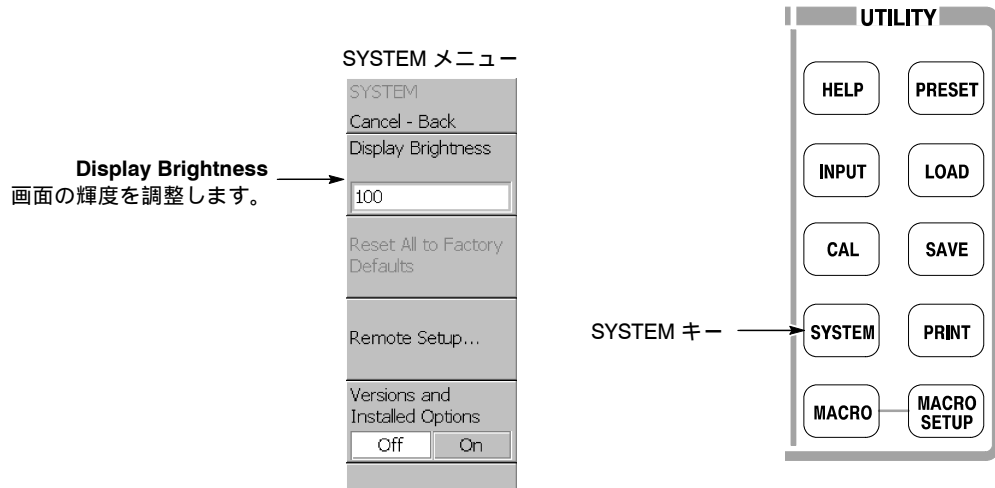 SYSTEM メニュー
SYSTEM
Cancel - Back
Display Brightness
100
Reset All to Factory
Defaults
Remote Setup...
Versions and
Installed Options
Off On
Display Brightness
画面の輝度を調整します。
UTILITY
HELP PRESET
INPUT LOAD
CAL SAVE
SYSTEM キー
SYSTEM PRINT
MACRO MACRO
SETUP